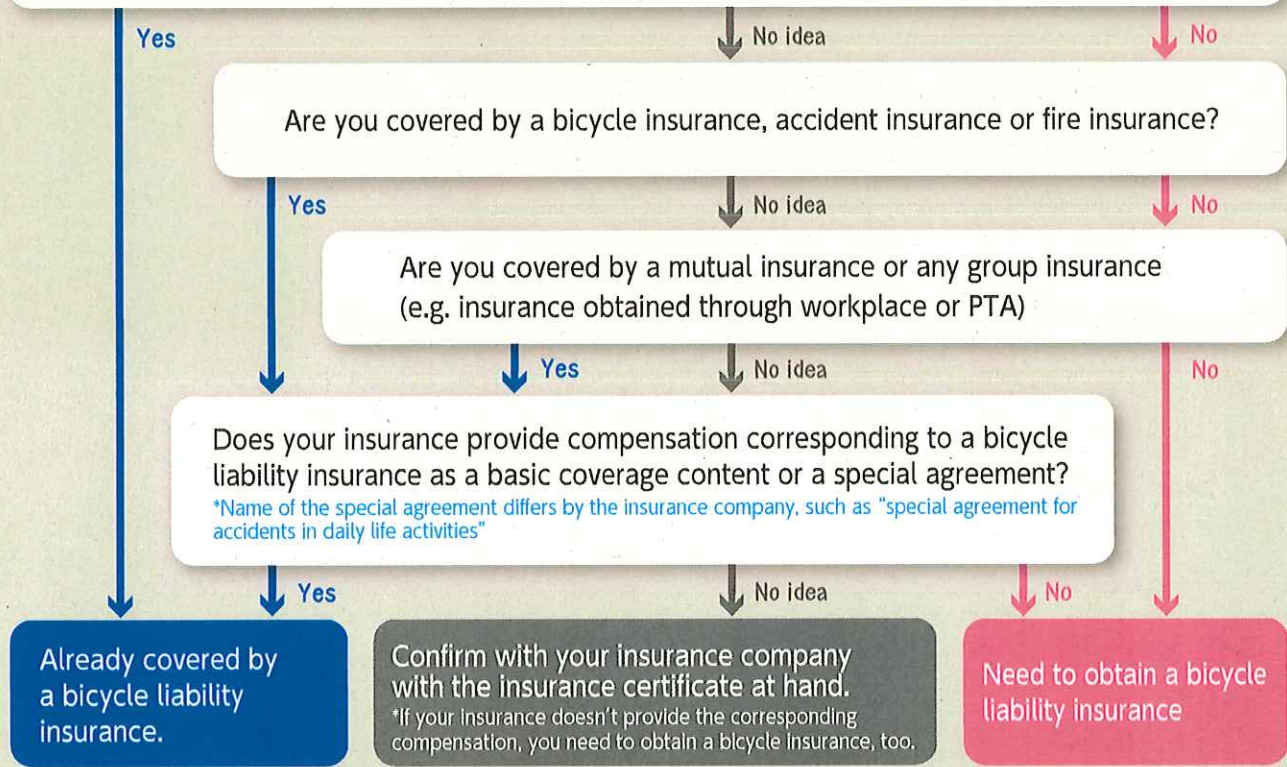 Yes
No idea
No
Are you covered by a bicycle insurance, accident insurance or fire insurance?
Yes
No idea
No
Are you covered by a mutual insurance or any group insurance
(e.g. insurance obtained through workplace or PTA)
Yes
No idea
No
Does your insurance provide compensation corresponding to a bicycle
liability insurance as a basic coverage content or a special agreement?
*Name of the special agreement differs by the insurance company, such as “special agreement for
accidents in daily life activities”
Yes
No idea
No
Already covered by
a bicycle liability
insurance.
Confirm with your insurance company
with the insurance certificate at hand.
*If your insurance doesn't provide the corresponding
compensation, you need to obtain a bicycle insurance, too.
Need to obtain a bicycle
liability insurance